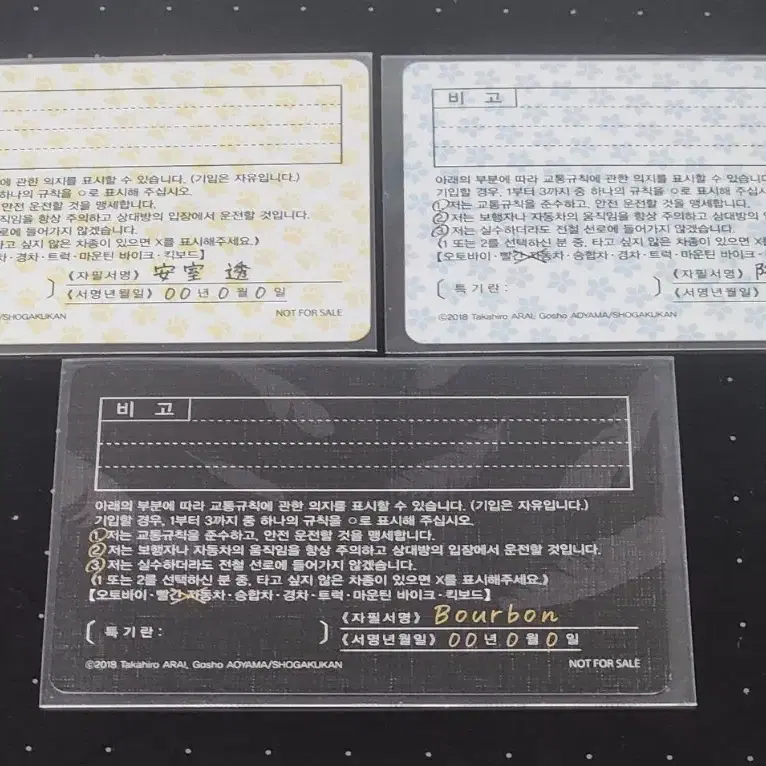 에 관한 의지를 표시할 수 있습니다. (기입은 자유입니다.)
하나의 규칙을 ㅇ로 표시해 주십시오.
안전 운전할 것을 맹세합니다.
직임을 항상 주의하고 상대방의 입장에서 운전할 것입니다.
로에 들어가지 않겠습니다.
타고 싶지 않은 차종이 있으면 X를 표시해주세요.)
차 · 경차 · 트럭 · 마운틴 바이크 · 킥보드】
《자필서명》 安室 透
《서명년월일》 00년 0월 0일
/SHOGAKUKAN
NOT FOR SALE
비 고
아래의 부분에 따라 교통규칙에 관한 의지를 표시할 수 있습니다
기입할 경우, 1부터 3까지 중 하나의 규칙을 ㅇ로 표시해 주십시
① 저는 교통규칙을 준수하고, 안전 운전할 것을 맹세합니다.
② 저는 보행자나 자동차의 움직임을 항상 주의하고 상대방의 입
③ 저는 실수하더라도 전철 선로에 들어가지 않겠습니다.
(1 또는 2를 선택하신 분 중, 타고 싶지 않은 차종이 있으면 X를
【오토바이 · 빨간 자동차 · 승합차 · 경차 · 트럭 · 마운틴 바이크 ·
《자필서명》
( 특기란 : )
《서명년월일》
©2018 Takahiro ARAI, Gosho AOYAMA/SHOGAKUKAN
비 고
아래의 부분에 따라 교통규칙에 관한 의지를 표시할 수 있습니다. (기입은 자유입니다.)
기입할 경우, 1부터 3까지 중 하나의 규칙을 ㅇ로 표시해 주십시오.
① 저는 교통규칙을 준수하고, 안전 운전할 것을 맹세합니다.
② 저는 보행자나 자동차의 움직임을 항상 주의하고 상대방의 입장에서 운전할 것입니다.
③ 저는 실수하더라도 전철 선로에 들어가지 않겠습니다.
(1 또는 2를 선택하신 분 중, 타고 싶지 않은 차종이 있으면 X를 표시해주세요.)
【오토바이 · 빨간 자동차 · 승합차 · 경차 · 트럭 · 마운틴 바이크 · 킥보드】
《자필서명》 Bourbon
( 특기란 : )
《서명년월일》 00년 0월 0일
©2018 Takahiro ARAI, Gosho AOYAMA/SHOGAKUKAN
NOT FOR SALE